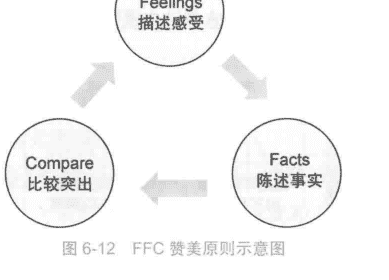 Feelings
描述感受
Compare
比较突出
Facts
陈述事实
图 6-12 FFC 赞美原则示意图